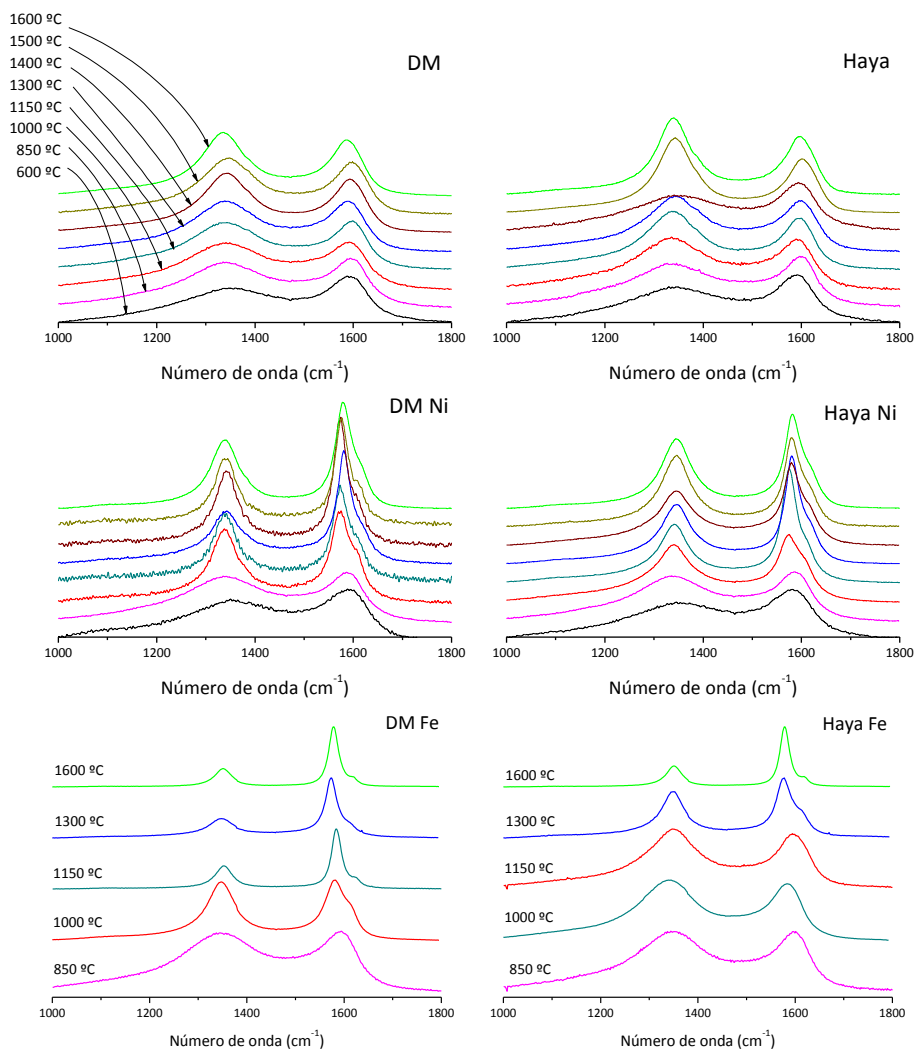 1600 ºC
1500 ºC
1400 ºC
1300 ºC
1150 ºC
1000 ºC
850 ºC
600 ºC
DM
1000 1200 1400 1600 1800
Número de onda (cm-1)
Haya
1000 1200 1400 1600 1800
Número de onda (cm-1)
DM Ni
1000 1200 1400 1600 1800
Número de onda (cm-1)
Haya Ni
1000 1200 1400 1600 1800
Número de onda (cm-1)
DM Fe
1600 ºC
1300 ºC
1150 ºC
1000 ºC
850 ºC
1000 1200 1400 1600 1800
Número de onda (cm-1)
Haya Fe
1600 ºC
1300 ºC
1150 ºC
1000 ºC
850 ºC
1000 1200 1400 1600 1800
Número de onda (cm-1)